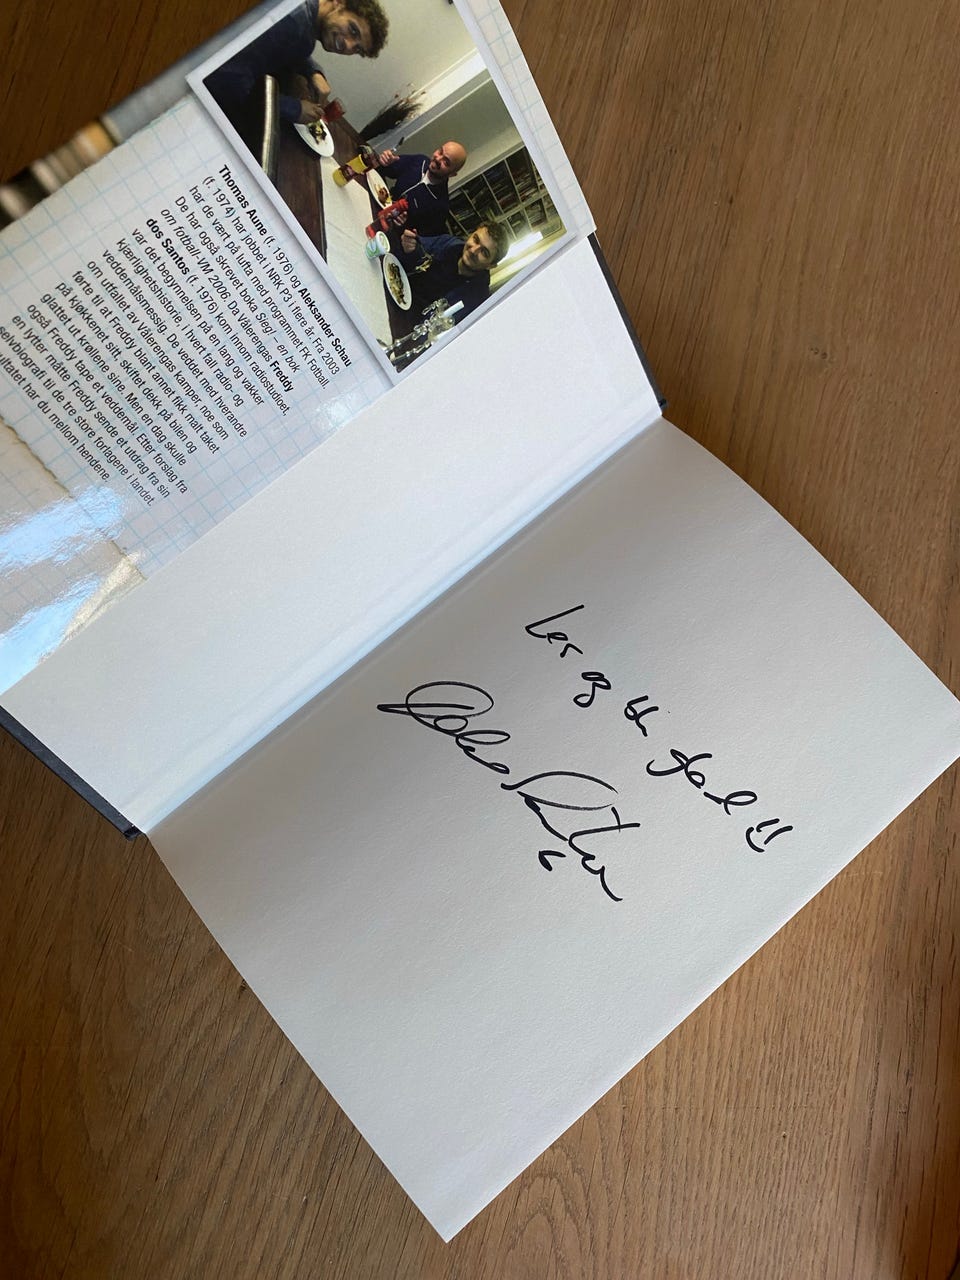 Thomas Aune (f. 1976) og Aleksander Schau
(f. 1974) har jobbet i NRK P3 i flere år. Fra 2003
har de vært på lufta med programmet FK Fotball.
De har også skrevet boka Sieg! – en bok
om fotball-VM 2006. Da Vålerengas Freddy
dos Santos (f. 1976) kom innom radiostudioet,
var det begynnelsen på en lang og vakker
kjærlighetshistorie, i hvert fall radio- og
veddemålsmessig. De veddet med hverandre
om utfallet av Vålerengas kamper, noe som
førte til at Freddy blant annet fikk malt taket
på kjøkkenet sitt, skiftet dekk på bilen og
glattet ut krøllene sine. Men en dag skulle
også Freddy tape et veddemål. Etter forslag fra
en lytter måtte Freddy sende et utdrag fra sin
selvbiografi til de tre store forlagene i landet.
ultatet har du mellom hendene.
Les og bli glad!!
6